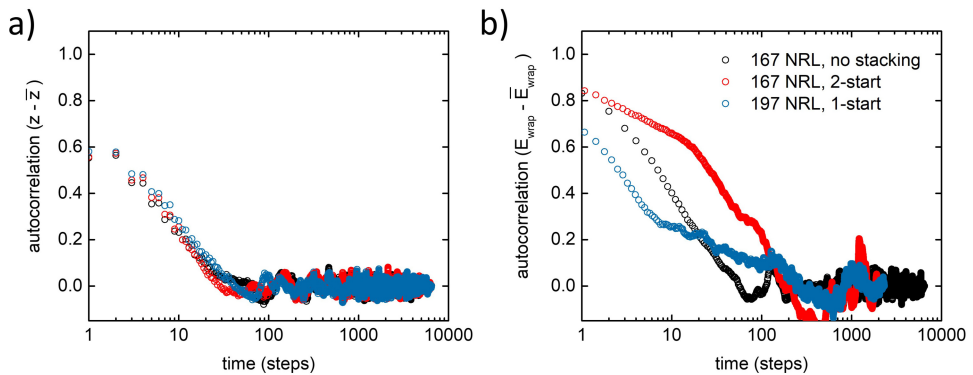 a)
autocorrelation (z - z̅)
1.0
0.8
0.6
0.4
0.2
0.0
1
10
100
1000
10000
time (steps)
b)
autocorrelation (E_wrap - E̅_wrap)
1.0
0.8
0.6
0.4
0.2
0.0
167 NRL, no stacking
167 NRL, 2-start
197 NRL, 1-start
1
10
100
1000
10000
time (steps)